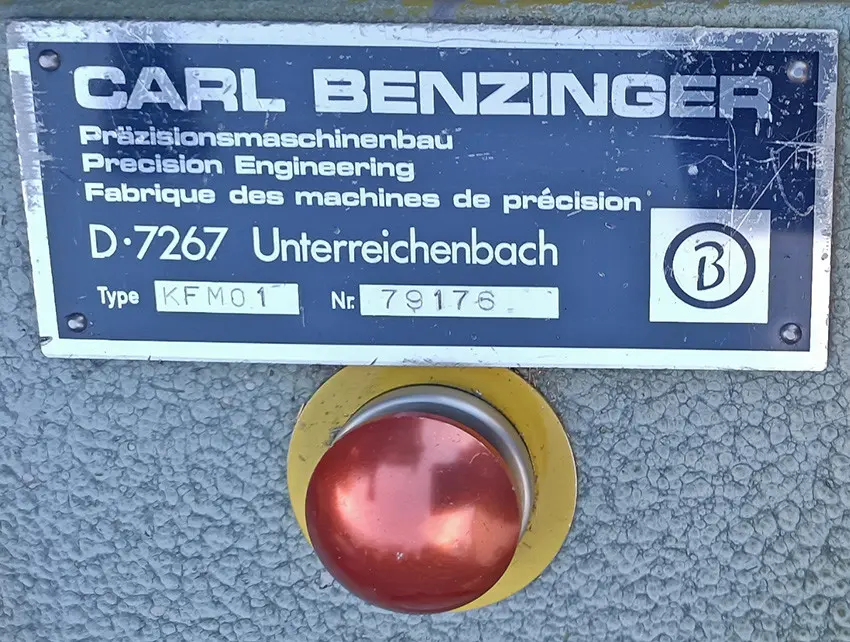 CARL BENZINGER
Präzisionsmaschinenbau
Precision Engineering
Fabrique des machines de précision
D·7267 Unterreichenbach
Type KFM01 Nr. 79176
B